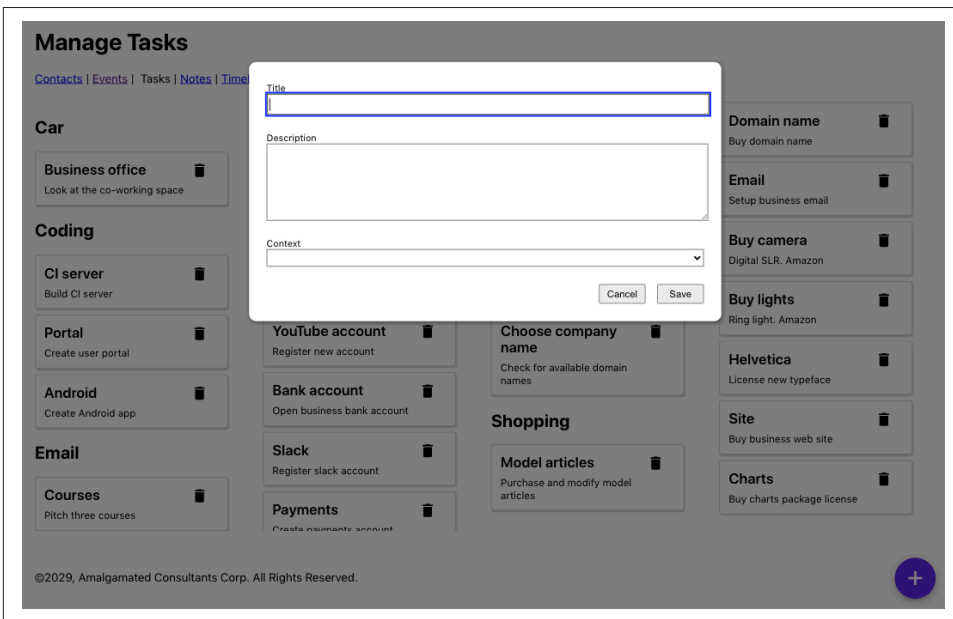 Manage Tasks
Contacts | Events | Tasks | Notes | Timel
Car
Business office
Look at the co-working space
Coding
CI server
Build CI server
Portal
Create user portal
Android
Create Android app
Email
Courses
Pitch three courses
Title
Description
Context
Cancel
Save
YouTube account
Register new account
Bank account
Open business bank account
Slack
Register slack account
Payments
Create payments account
Choose company
name
Check for available domain
names
Shopping
Model articles
Purchase and modify model
articles
Domain name
Buy domain name
Email
Setup business email
Buy camera
Digital SLR. Amazon
Buy lights
Ring light. Amazon
Helvetica
License new typeface
Site
Buy business web site
Charts
Buy charts package license
©2029, Amalgamated Consultants Corp. All Rights Reserved.
+